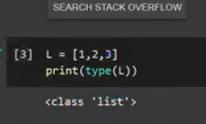 SEARCH STACK OVERFLOW
[3] L = [1,2,3]
print(type(L))
<class 'list'>